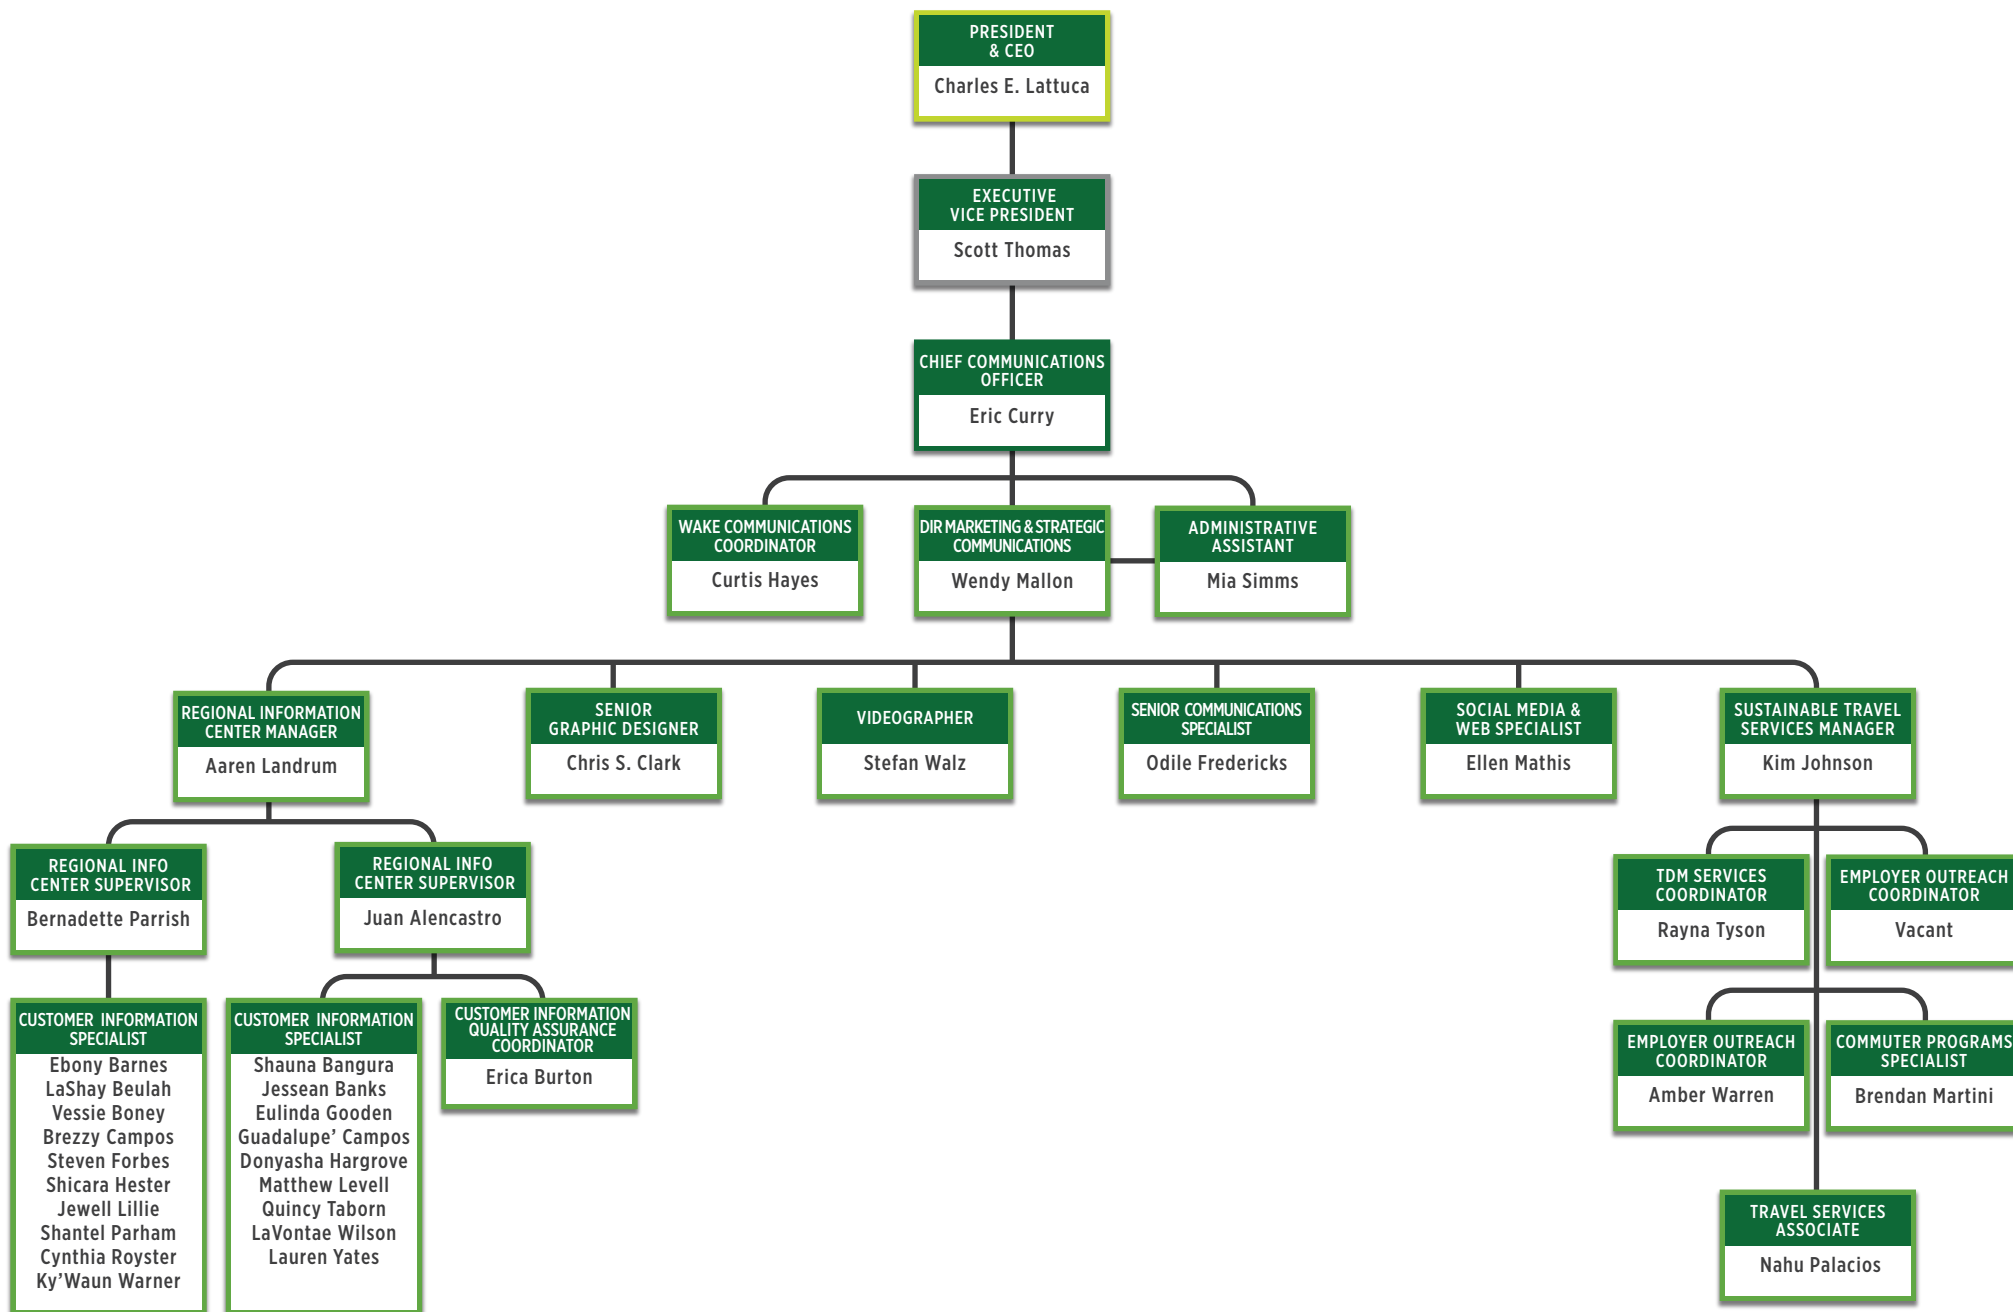 PRESIDENT
& CEO
Charles E. Lattuca
EXECUTIVE
VICE PRESIDENT
Scott Thomas
CHIEF COMMUNICATIONS
OFFICER
Eric Curry
WAKE COMMUNICATIONS
COORDINATOR
Curtis Hayes
DIR MARKETING & STRATEGIC
COMMUNICATIONS
Wendy Mallon
ADMINISTRATIVE
ASSISTANT
Mia Simms
REGIONAL INFORMATION
CENTER MANAGER
Aaren Landrum
SENIOR
GRAPHIC DESIGNER
Chris S. Clark
VIDEOGRAPHER
Stefan Walz
SENIOR COMMUNICATIONS
SPECIALIST
Odile Fredericks
SOCIAL MEDIA &
WEB SPECIALIST
Ellen Mathis
SUSTAINABLE TRAVEL
SERVICES MANAGER
Kim Johnson
REGIONAL INFO
CENTER SUPERVISOR
Bernadette Parrish
REGIONAL INFO
CENTER SUPERVISOR
Juan Alencastro
TDM SERVICES
COORDINATOR
Rayna Tyson
EMPLOYER OUTREACH
COORDINATOR
Vacant
CUSTOMER INFORMATION
SPECIALIST
Ebony Barnes
LaShay Beulah
Vessie Boney
Brezzy Campos
Steven Forbes
Shicara Hester
Jewell Lillie
Shantel Parham
Cynthia Royster
Ky’Waun Warner
CUSTOMER INFORMATION
SPECIALIST
Shauna Bangura
Jessean Banks
Eulinda Gooden
Guadalupe’ Campos
Donyasha Hargrove
Matthew Levell
Quincy Taborn
LaVontae Wilson
Lauren Yates
CUSTOMER INFORMATION
QUALITY ASSURANCE
COORDINATOR
Erica Burton
EMPLOYER OUTREACH
COORDINATOR
Amber Warren
COMMUTER PROGRAMS
SPECIALIST
Brendan Martini
TRAVEL SERVICES
ASSOCIATE
Nahu Palacios